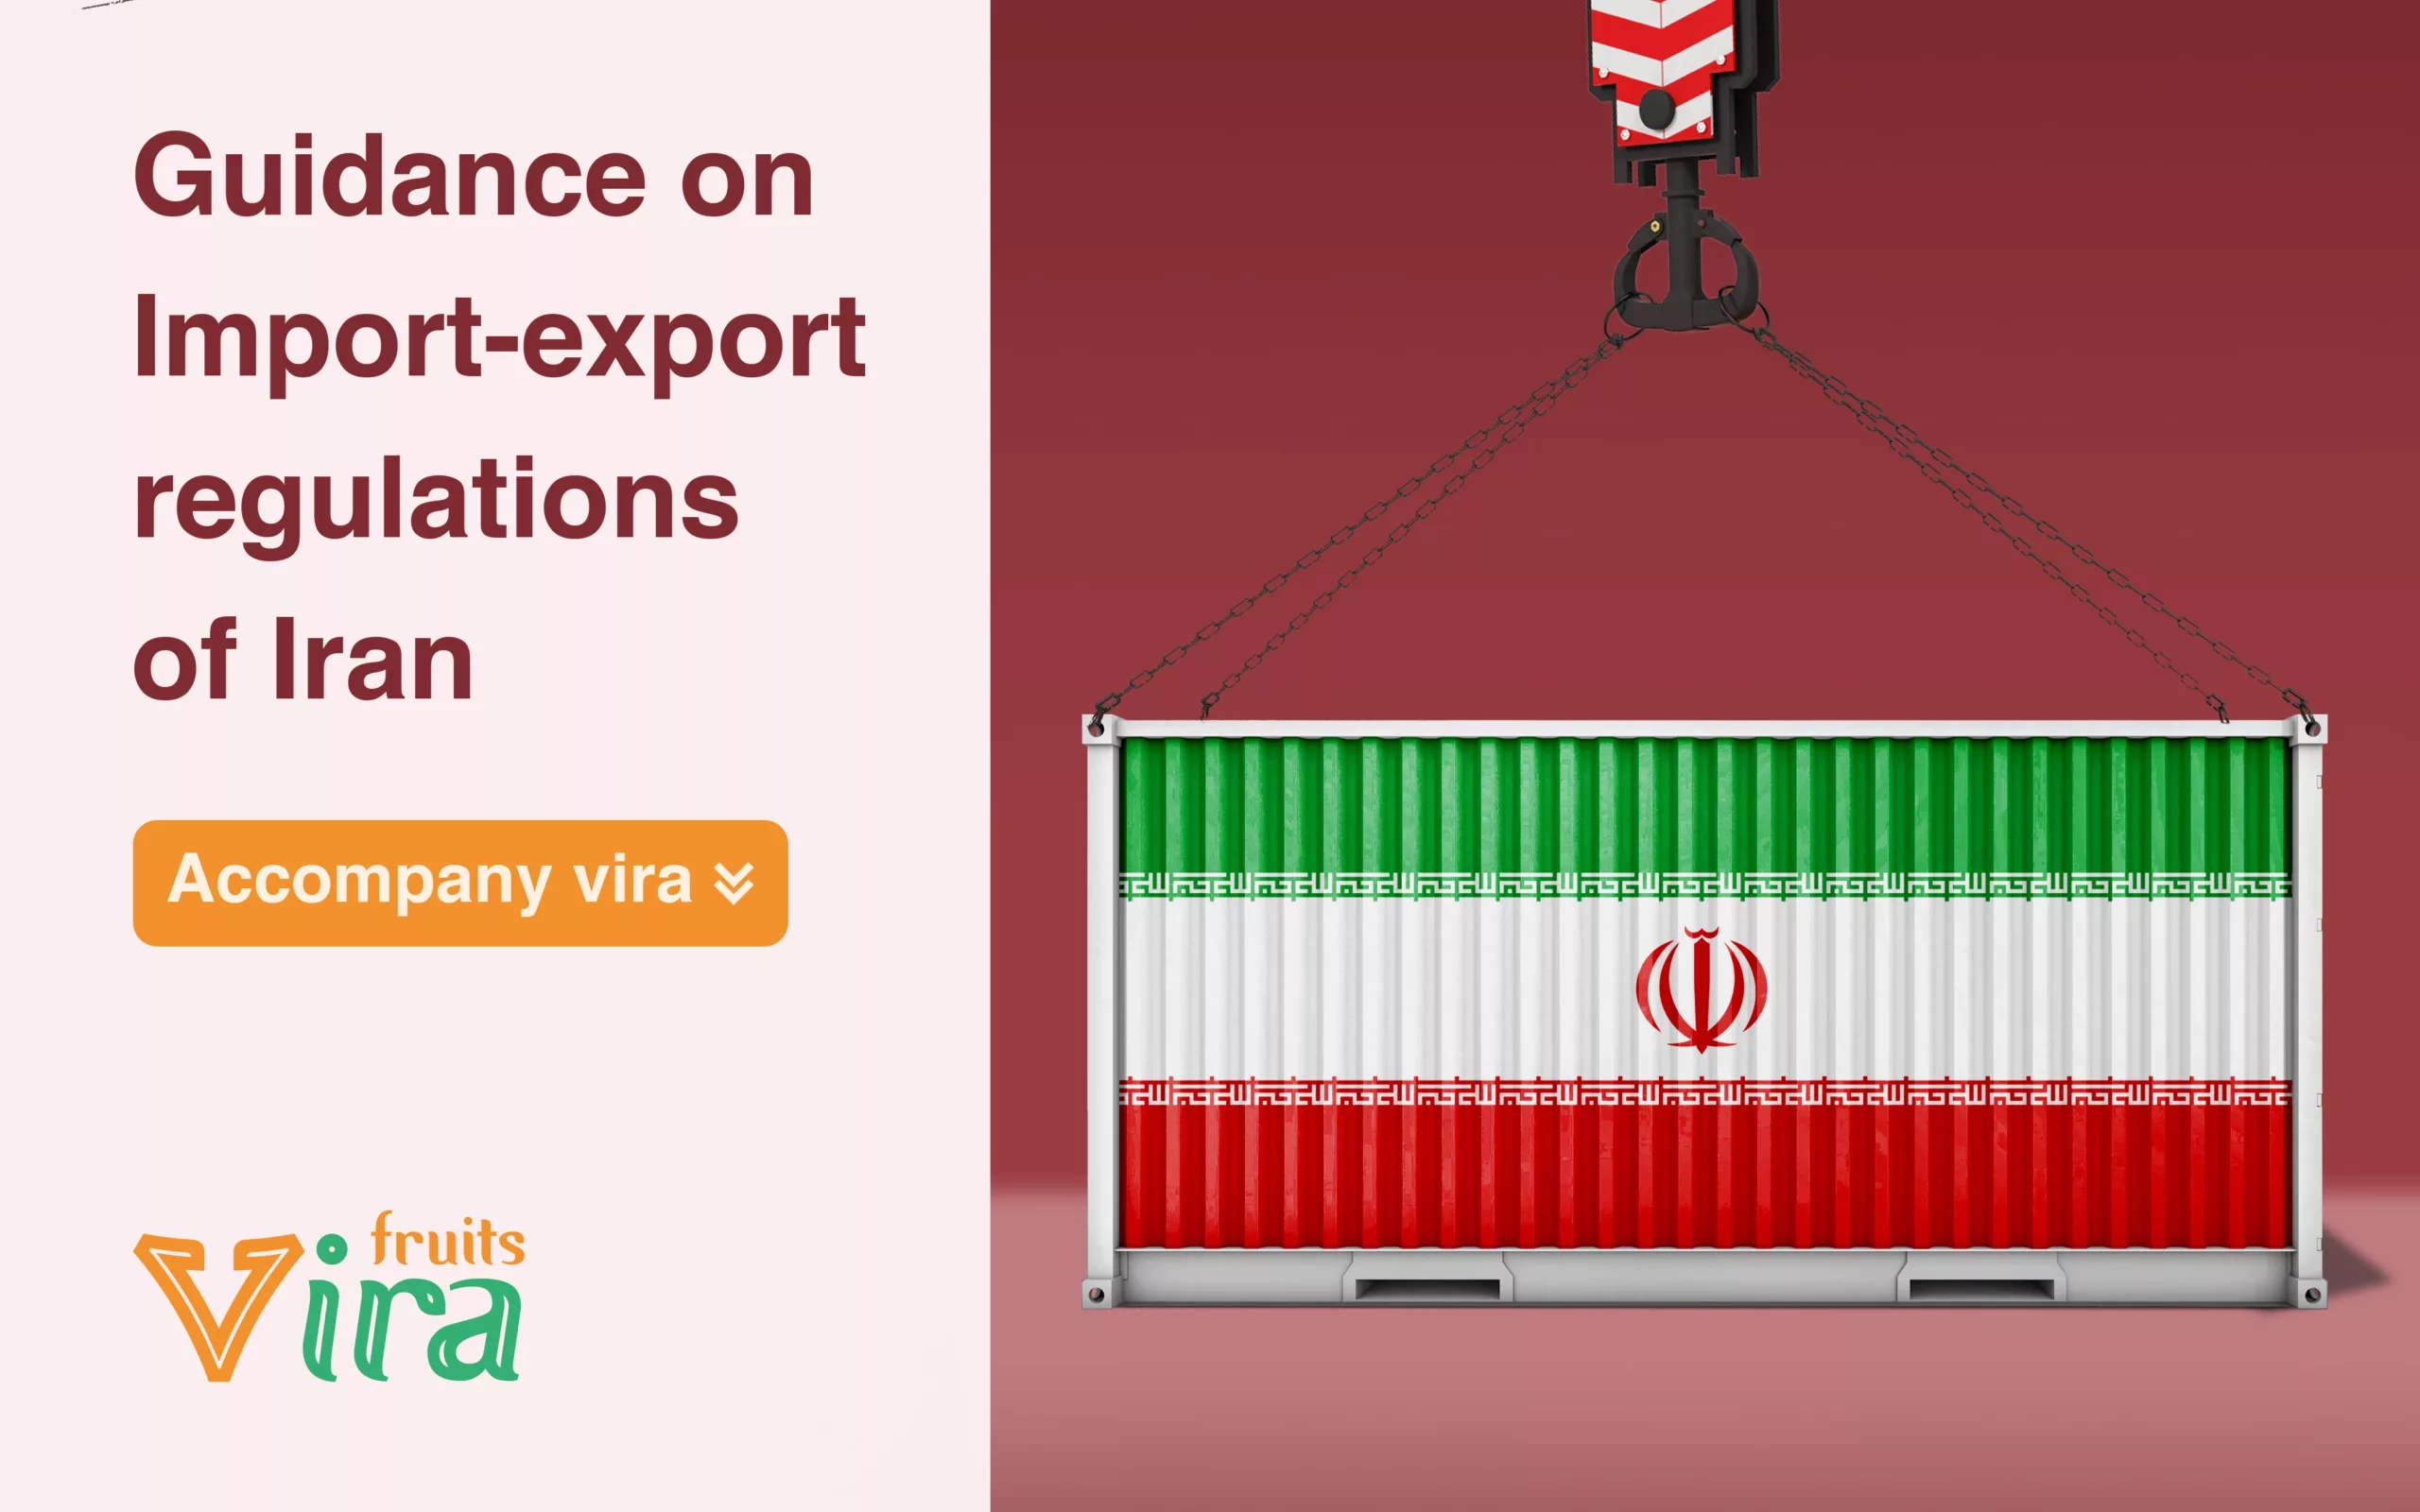 Guidance on
Import-export
regulations
of Iran
Accompany vira
fruits
Vira